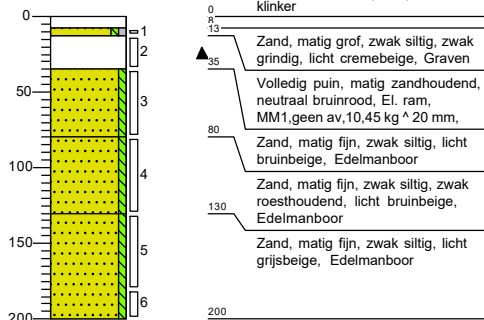 0
50
100
150
200
1
2
3
4
5
6
0
klinker
8
13
Zand, matig grof, zwak siltig, zwak
grindig, licht cremebeige, Graven
35
Volledig puin, matig zandhoudend,
neutraal bruinrood, El. ram,
MM1,geen av,10,45 kg ^ 20 mm,
80
Zand, matig fijn, zwak siltig, licht
bruinbeige, Edelmanboor
Zand, matig fijn, zwak siltig, zwak
roesthoudend, licht bruinbeige,
Edelmanboor
130
Zand, matig fijn, zwak siltig, licht
grijsbeige, Edelmanboor
200